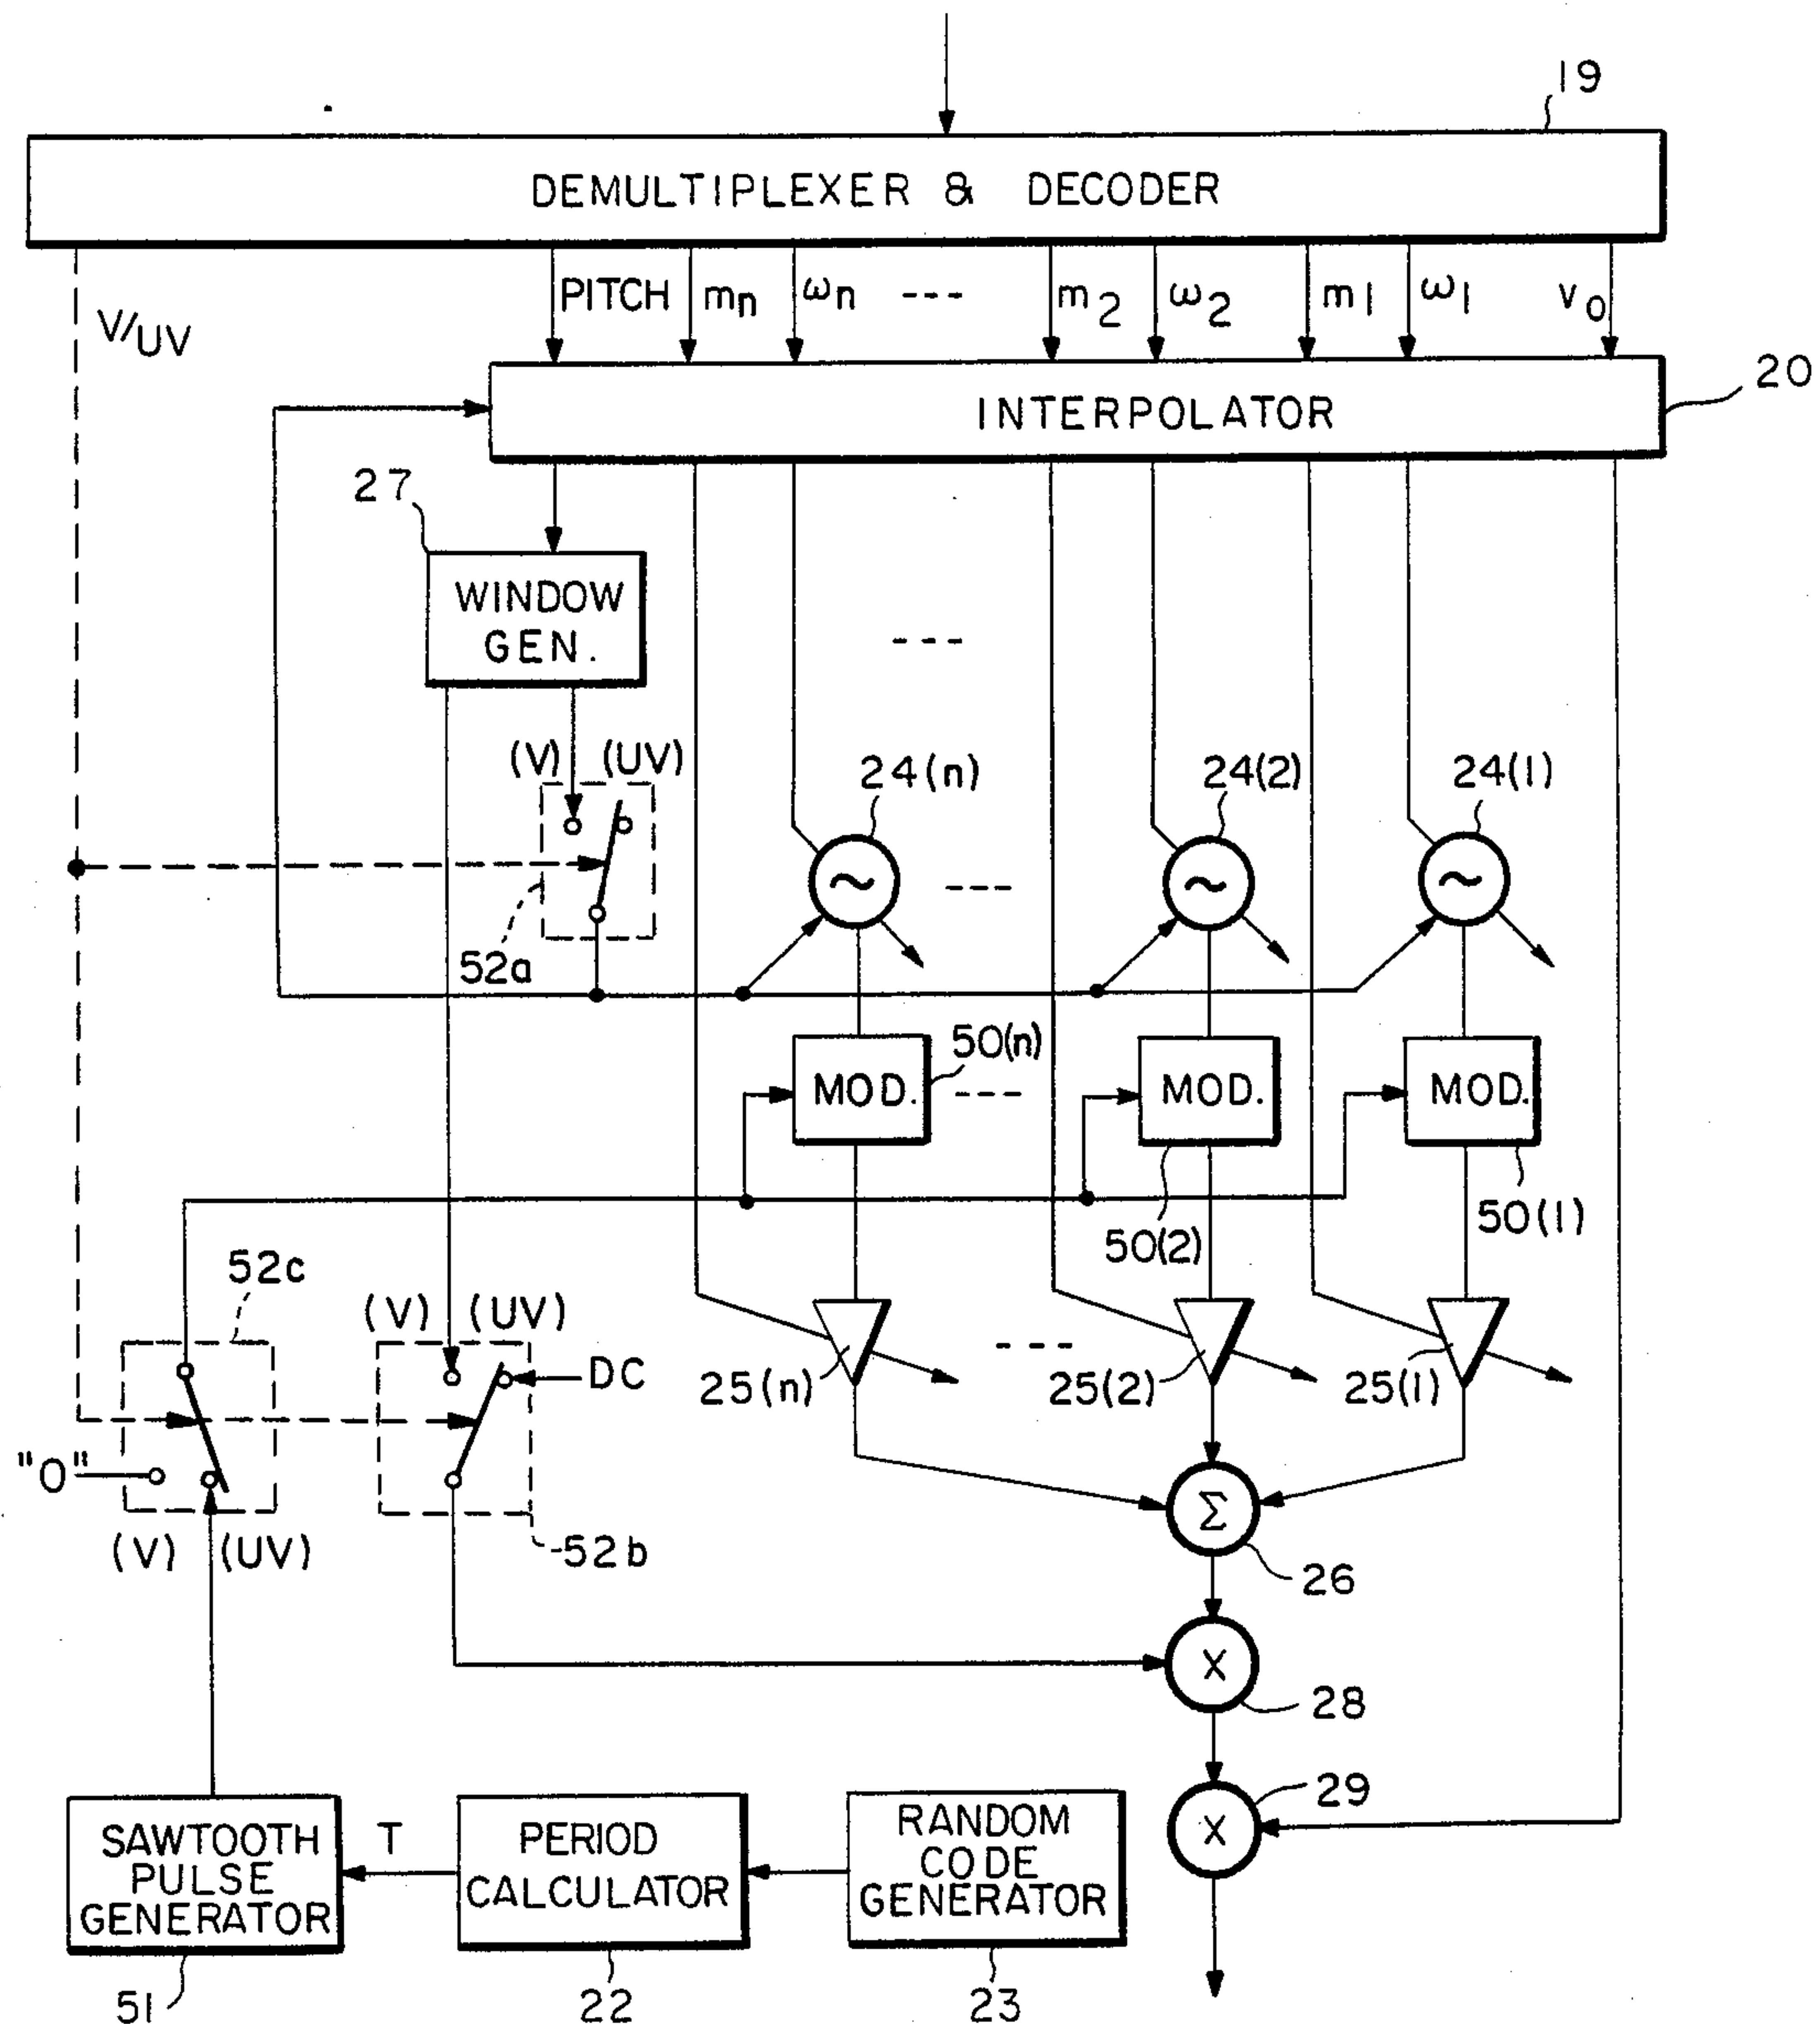 19
DEMULTIPLEXER & DECODER
V/UV
PITCH mn ωn --- m2 ω2 m1 ω1 v0
20
INTERPOLATOR
27
WINDOW
GEN.
---
(V) (UV)
24(n) 24(2) 24(1)
~ --- ~ ~
52a
50(n)
MOD. --- MOD. MOD.
50(2) 50(1)
52c
(V) (UV)
DC
25(n) --- 25(2) 25(1)
"O"
(V) (UV)
52b
Σ
26
X
28
29
X
SAWTOOTH
PULSE
GENERATOR
T
PERIOD
CALCULATOR
RANDOM
CODE
GENERATOR
51 22 23